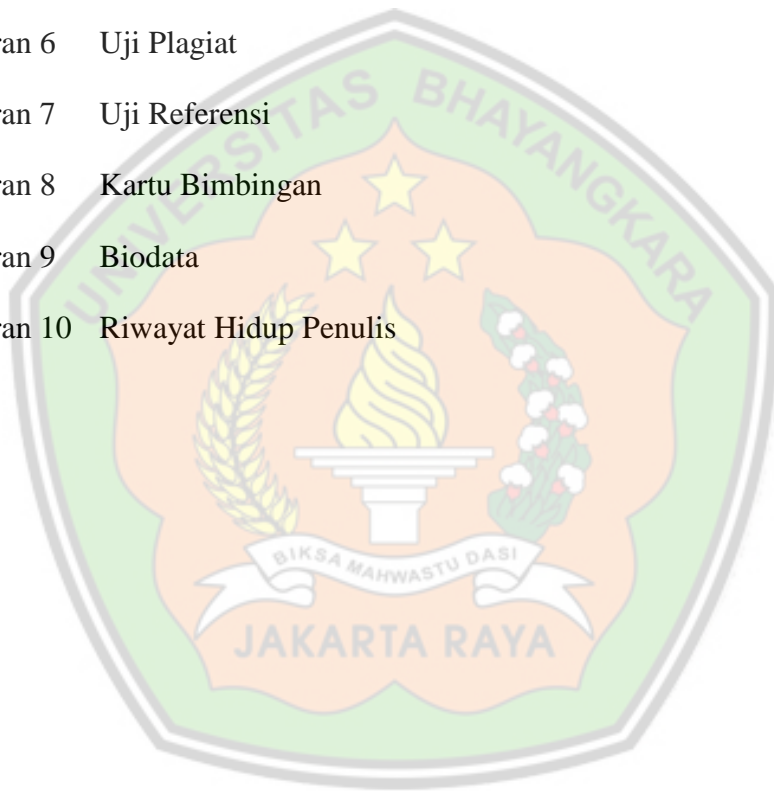 ran 6 Uji Plagiat
ran 7 Uji Referensi
ran 8 Kartu Bimbingan
ran 9 Biodata
ran 10 Riwayat Hidup Penulis
UNIVERSITAS BHAYANGKARA
BIKSA MAHWASTU DASI
JAKARTA RAYA